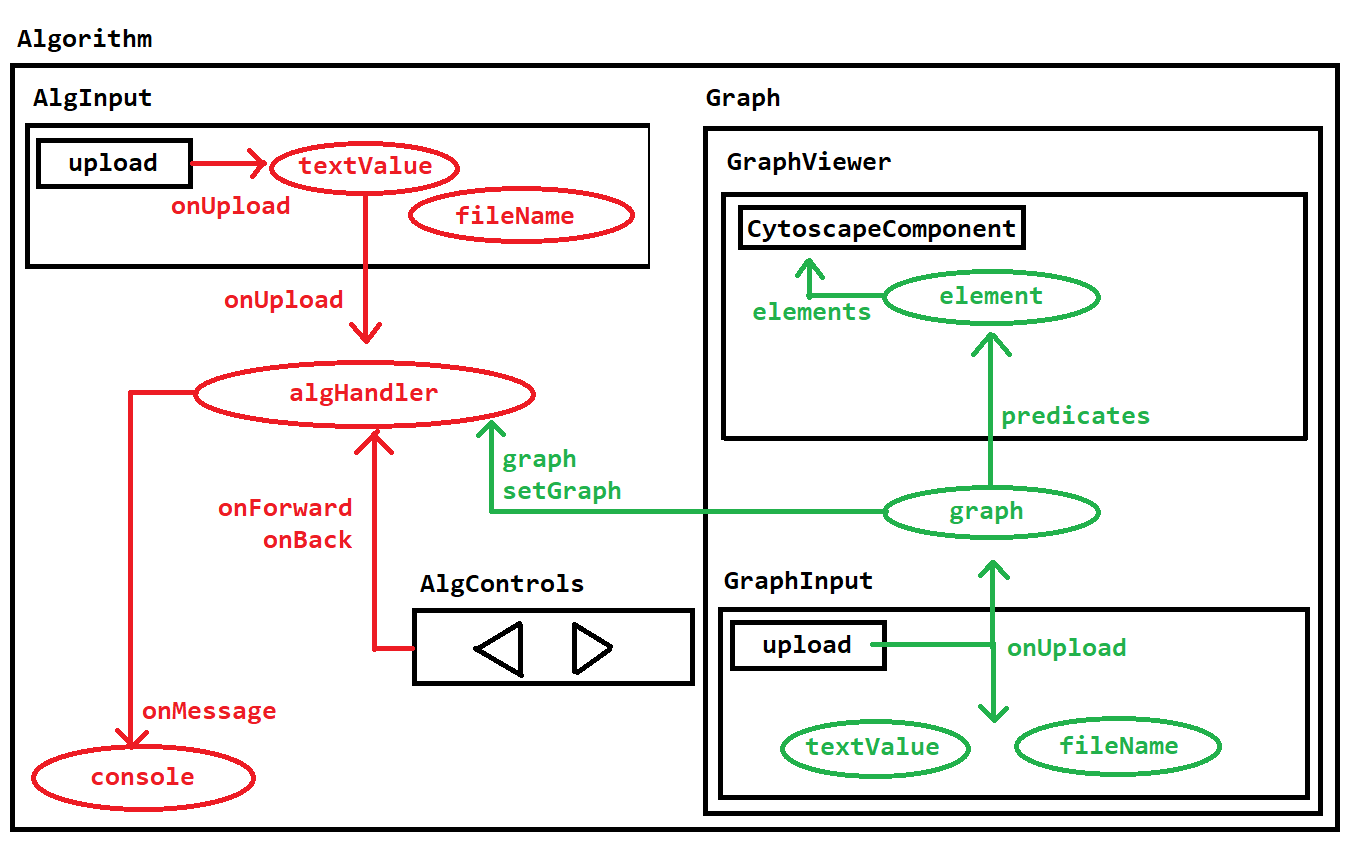 Algorithm
AlgInput
upload
textValue
onUpload
fileName
onUpload
algHandler
graph
setGraph
onForward
onBack
AlgControls
onMessage
console
Graph
GraphViewer
CytoscapeComponent
element
elements
predicates
graph
GraphInput
upload
onUpload
textValue
fileName